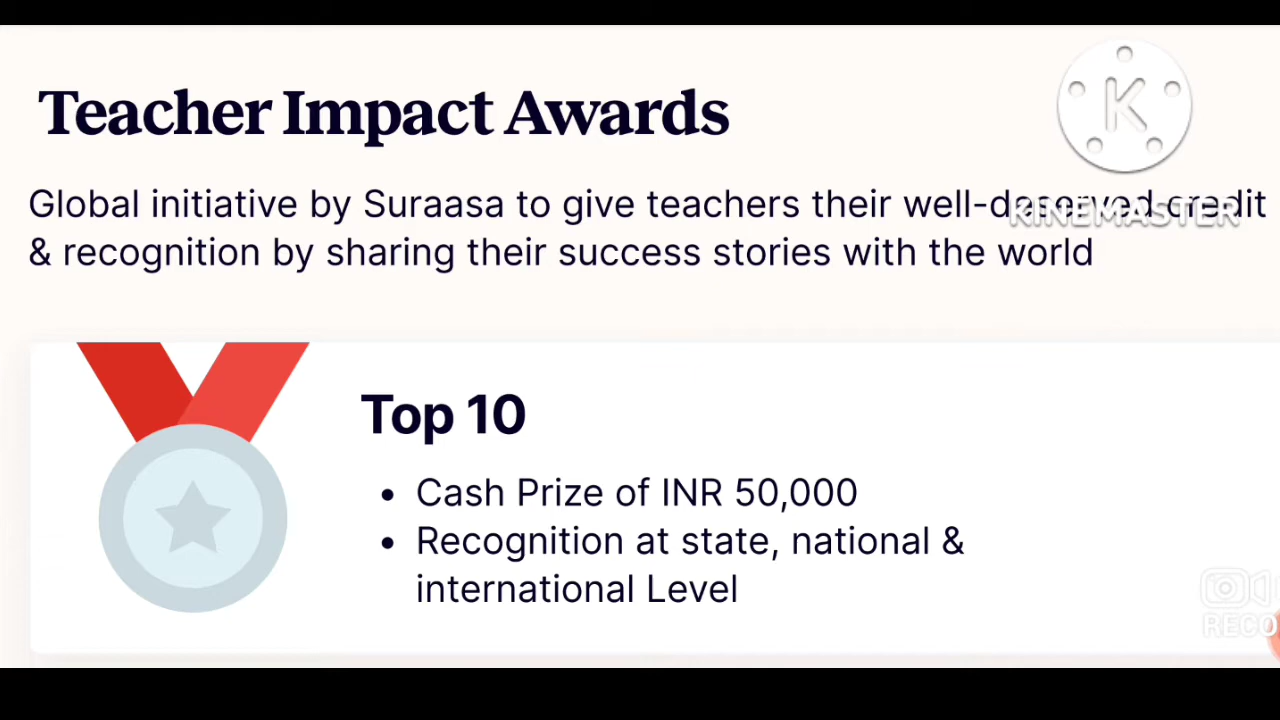 Teacher Impact Awards
Global initiative by Suraasa to give teachers their well-deserved credit
KINEMASTER
& recognition by sharing their success stories with the world
Top 10
• Cash Prize of INR 50,000
• Recognition at state, national &
international Level
RECO